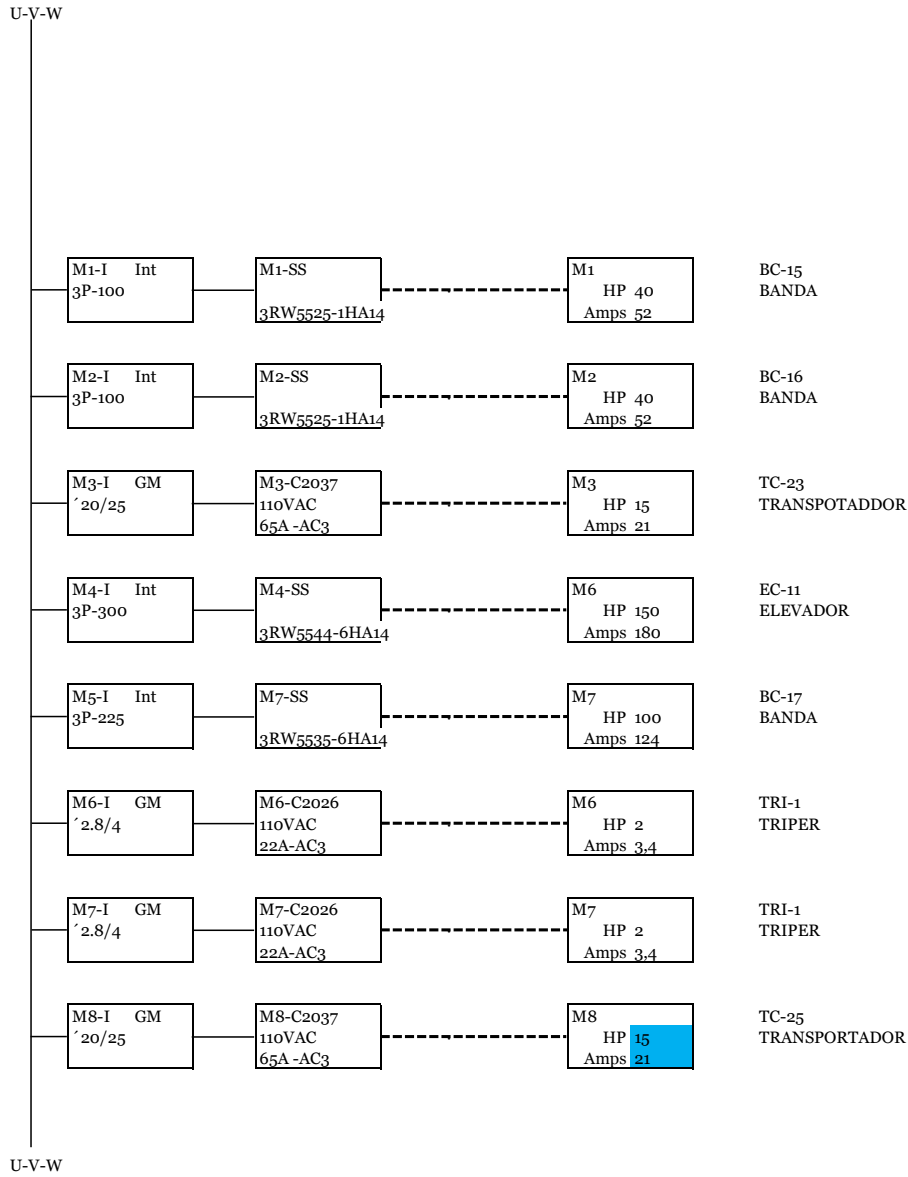 U-V-W
M1-I Int
3P-100
M1-SS
3RW5525-1HA14
M1
HP 40
Amps 52
BC-15
BANDA
M2-I Int
3P-100
M2-SS
3RW5525-1HA14
M2
HP 40
Amps 52
BC-16
BANDA
M3-I GM
´20/25
M3-C2037
110VAC
65A -AC3
M3
HP 15
Amps 21
TC-23
TRANSPOTADDOR
M4-I Int
3P-300
M4-SS
3RW5544-6HA14
M6
HP 150
Amps 180
EC-11
ELEVADOR
M5-I Int
3P-225
M7-SS
3RW5535-6HA14
M7
HP 100
Amps 124
BC-17
BANDA
M6-I GM
´2.8/4
M6-C2026
110VAC
22A-AC3
M6
HP 2
Amps 3,4
TRI-1
TRIPER
M7-I GM
´2.8/4
M7-C2026
110VAC
22A-AC3
M7
HP 2
Amps 3,4
TRI-1
TRIPER
M8-I GM
´20/25
M8-C2037
110VAC
65A -AC3
M8
HP 15
Amps 21
TC-25
TRANSPORTADOR
U-V-W